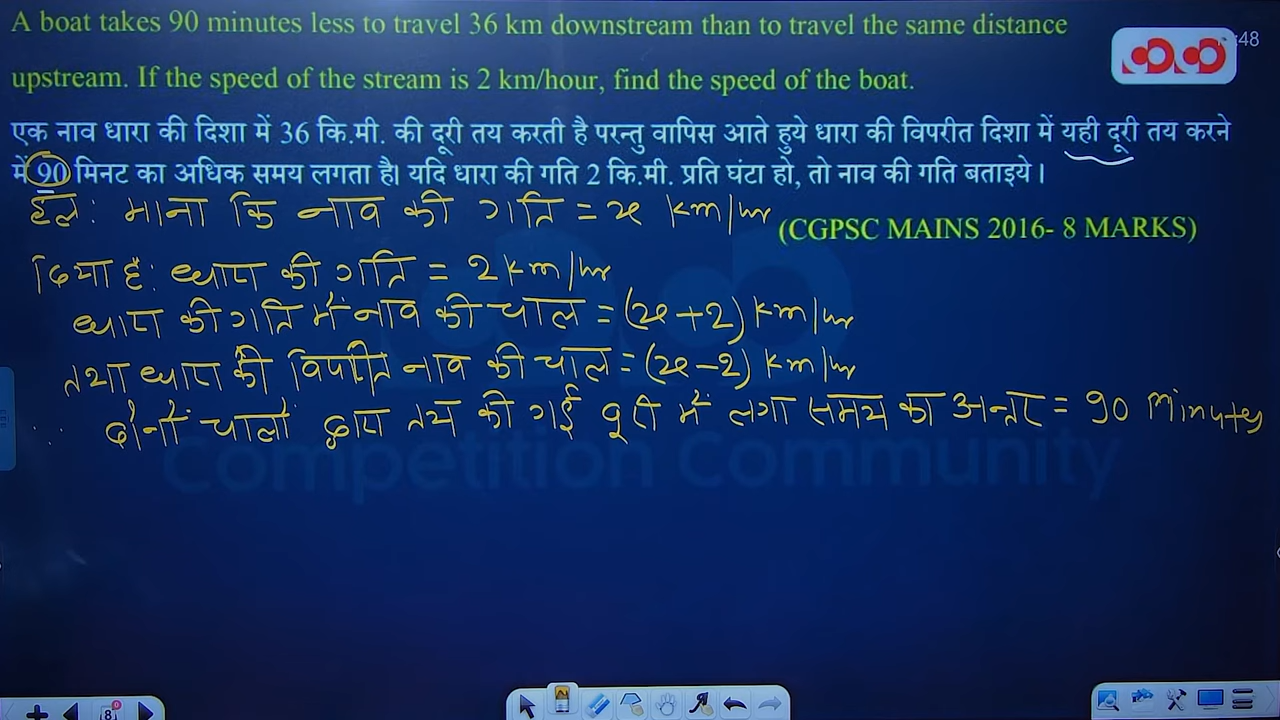 A boat takes 90 minutes less to travel 36 km downstream than to travel the same distance
upstream. If the speed of the stream is 2 km/hour, find the speed of the boat.
:48
एक नाव धारा की दिशा में 36 कि.मी. की दूरी तय करती है परन्तु वापिस आते हुये धारा की विपरीत दिशा में यही दूरी तय करने
में 90 मिनट का अधिक समय लगता है। यदि धारा की गति 2 कि.मी. प्रति घंटा हो, तो नाव की गति बताइये।
हल: माना कि नाव की गति = x km/hr
(CGPSC MAINS 2016- 8 MARKS)
दिया है: धारा की गति = 2 km/hr
धारा की गति में नाव की चाल = (x+2) km/hr
तथा धारा की विपरीत नाव की चाल = (x-2) km/hr
∵ दोनों चालों द्वारा तय की गई दूरी में लगा समय का अन्तर = 90 Minutes
Competition Community
8